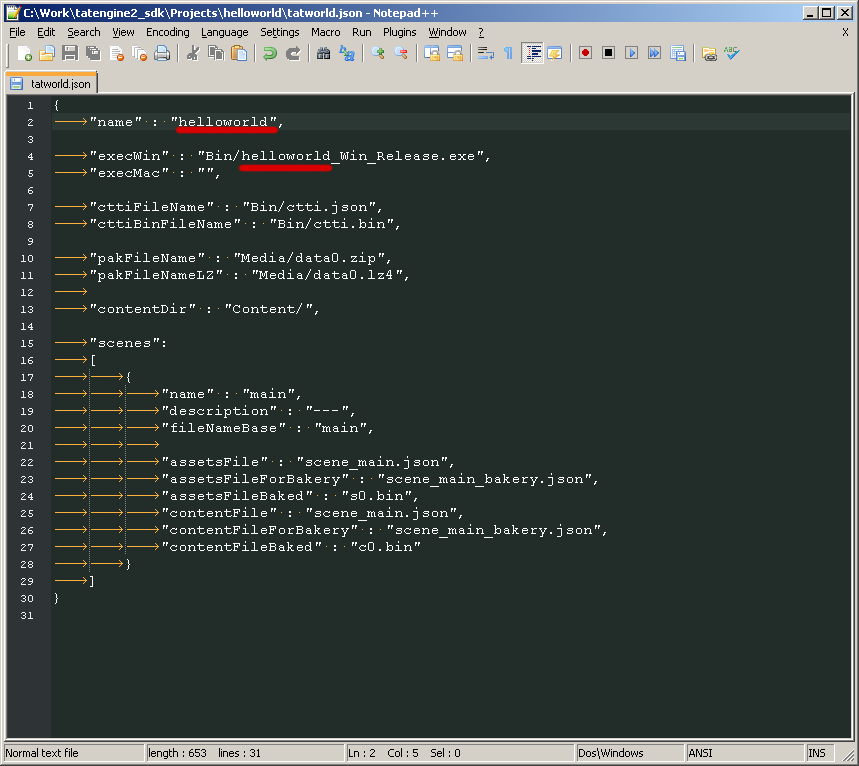 C:\Work\tatengine2_sdk\Projects\helloworld\tatworld.json - Notepad++
File Edit Search View Encoding Language Settings Macro Run Plugins Window ? X
tatworld.json
1 {
2 "name" : "helloworld",
3
4 "execWin" : "Bin/helloworld_Win_Release.exe",
5 "execMac" : "",
6
7 "cttiFileName" : "Bin/ctti.json",
8 "cttiBinFileName" : "Bin/ctti.bin",
9
10 "pakFileName" : "Media/data0.zip",
11 "pakFileNameLZ" : "Media/data0.lz4",
12
13 "contentDir" : "Content/",
14
15 "scenes":
16 [
17 {
18 "name" : "main",
19 "description" : "---",
20 "fileNameBase" : "main",
21
22 "assetsFile" : "scene_main.json",
23 "assetsFileForBakery" : "scene_main_bakery.json",
24 "assetsFileBaked" : "s0.bin",
25 "contentFile" : "scene_main.json",
26 "contentFileForBakery" : "scene_main_bakery.json",
27 "contentFileBaked" : "c0.bin"
28 }
29 ]
30 }
31
Normal text file length : 653 lines : 31 Ln : 2 Col : 5 Sel : 0 Dos\Windows ANSI INS